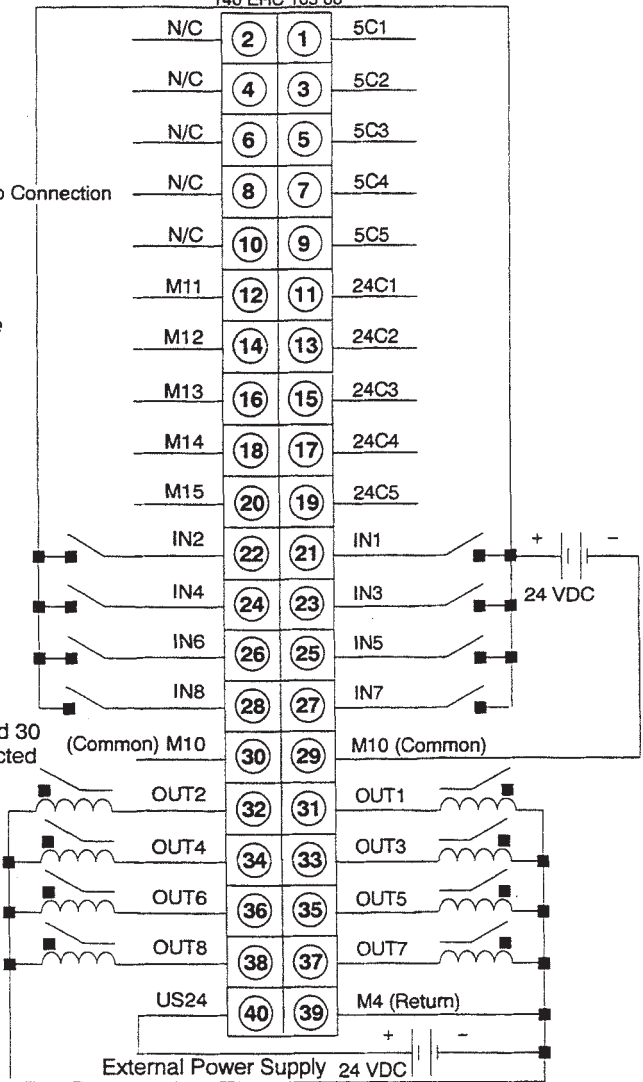 N/C 2 1 5C1
N/C 4 3 5C2
N/C 6 5 5C3
Connection N/C 8 7 5C4
N/C 10 9 5C5
M11 12 11 24C1
M12 14 13 24C2
M13 16 15 24C3
M14 18 17 24C4
M15 20 19 24C5
IN2 22 21 IN1 + −
24 VDC
IN4 24 23 IN3
IN6 26 25 IN5
IN8 28 27 IN7
30
(Common) M10 30 29 M10 (Common)
OUT2 32 31 OUT1
OUT4 34 33 OUT3
OUT6 36 35 OUT5
OUT8 38 37 OUT7
US24 40 39 M4 (Return)
+ −
External Power Supply 24 VDC